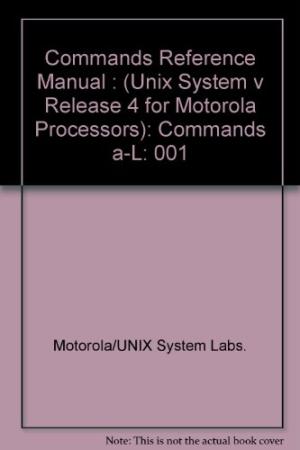 Commands Reference
Manual : (Unix System v
Release 4 for Motorola
Processors): Commands
a-L: 001
Motorola/UNIX System Labs.
Note: This is not the actual book cover